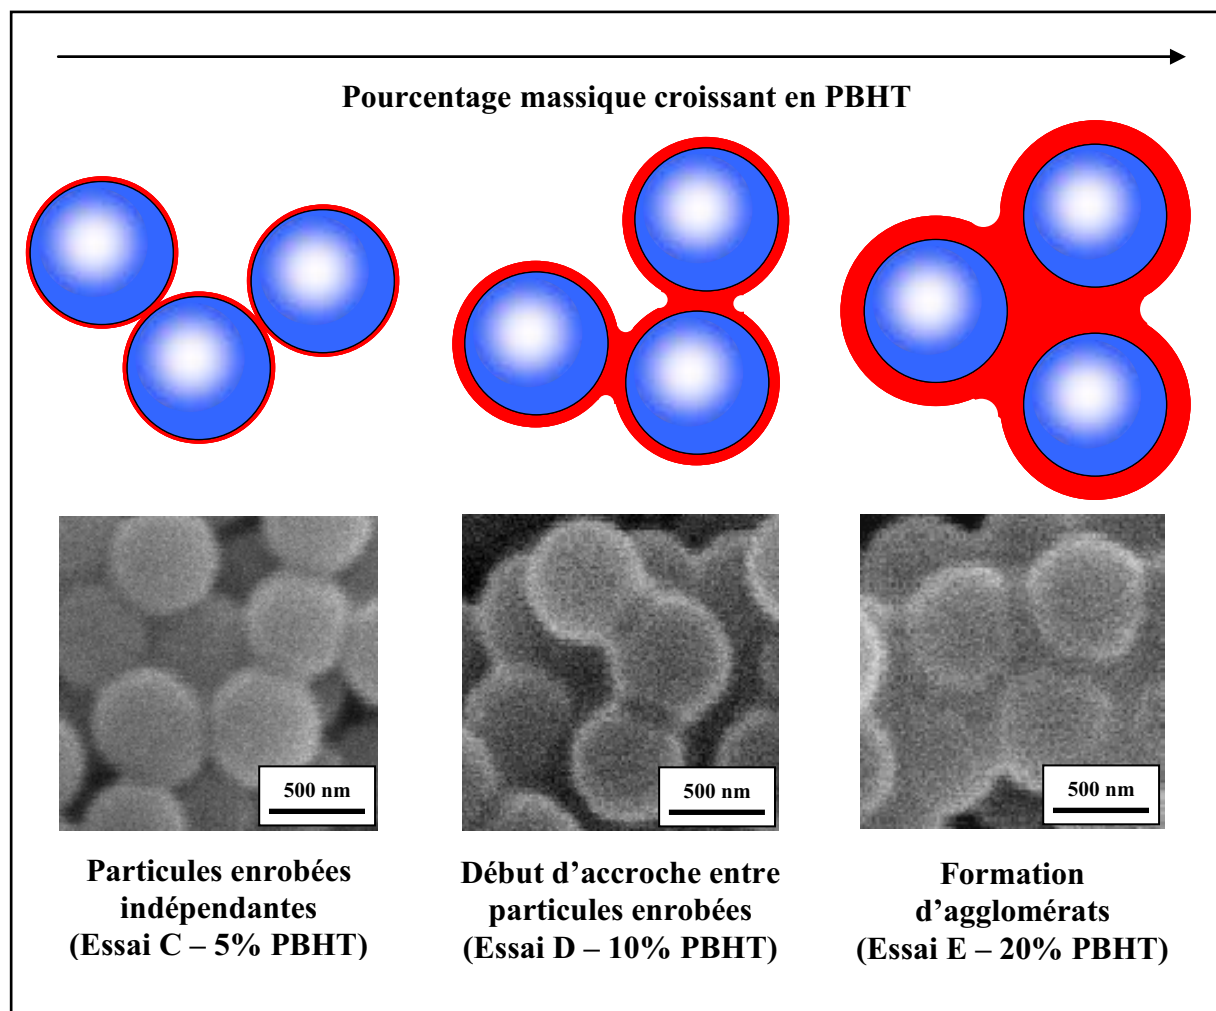 Pourcentage massique croissant en PBHT
500 nm
500 nm
500 nm
Particules enrobées
indépendantes
(Essai C – 5% PBHT)
Début d’accroche entre
particules enrobées
(Essai D – 10% PBHT)
Formation
d’agglomérats
(Essai E – 20% PBHT)